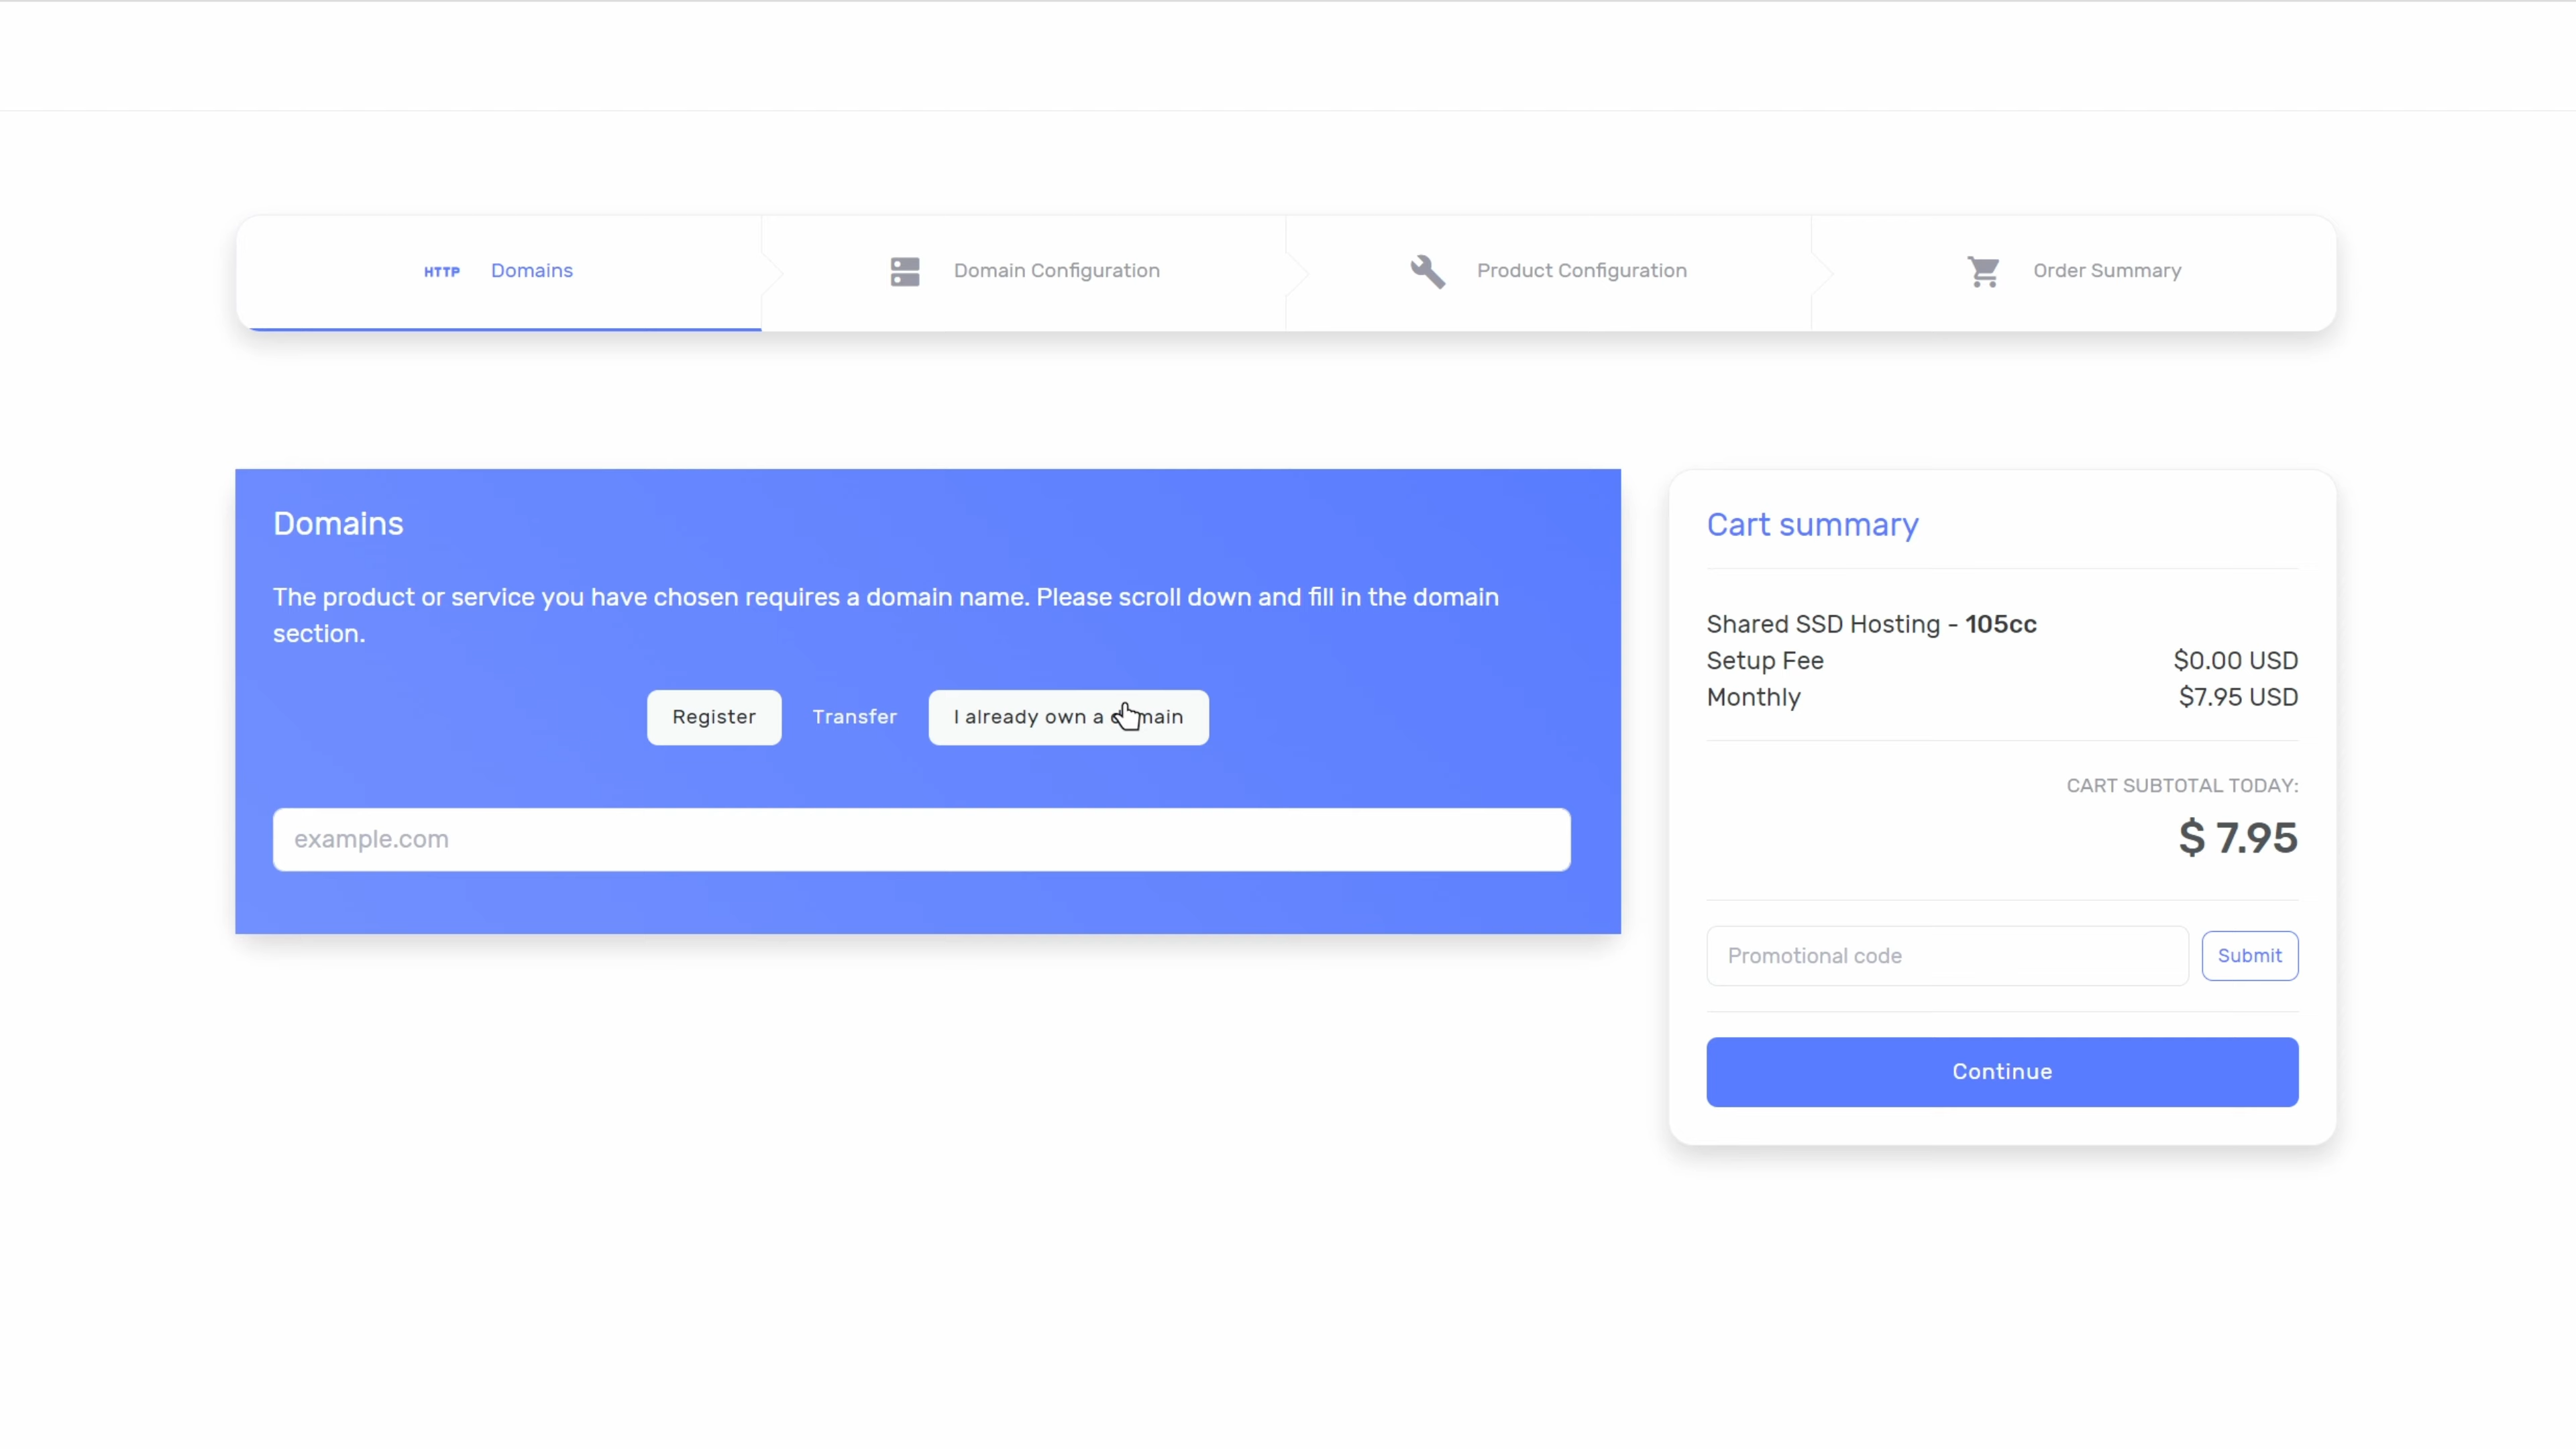 HTTP Domains
Domain Configuration
Product Configuration
Order Summary
Domains
The product or service you have chosen requires a domain name. Please scroll down and fill in the domain
section.
Register
Transfer
I already own a domain
example.com
Cart summary
Shared SSD Hosting - 105cc
Setup Fee $0.00 USD
Monthly $7.95 USD
CART SUBTOTAL TODAY:
$ 7.95
Promotional code
Submit
Continue